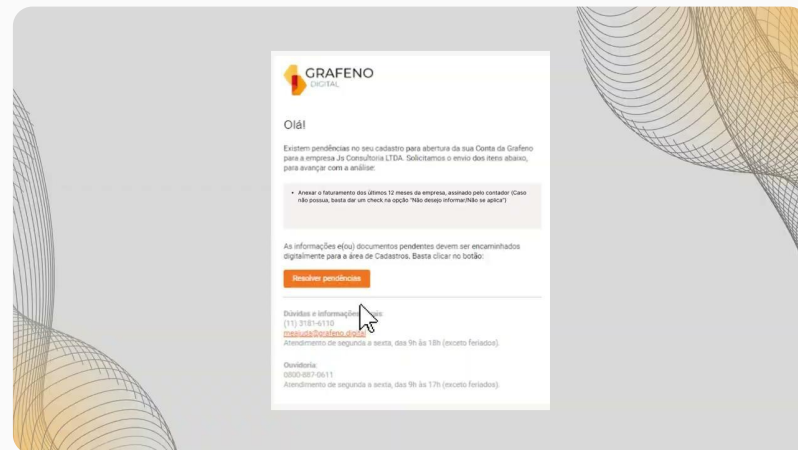 GRAFENO
DIGITAL
Olá!
Existem pendências no seu cadastro para abertura da sua Conta da Grafeno
para a empresa Js Consultoria LTDA. Solicitamos o envio dos itens abaixo,
para avançar com a análise:
• Anexar o faturamento dos últimos 12 meses da empresa, assinado pelo contador (Caso
não possua, basta dar um check na opção "Não desejo informar/Não se aplica")
As informações e(ou) documentos pendentes devem ser encaminhados
digitalmente para a área de Cadastros. Basta clicar no botão:
Resolver pendências
Dúvidas e informações
(11) 3181-6110
meajuda@grafeno.digital
Atendimento de segunda a sexta, das 9h às 18h (exceto feriados).
Ouvidoria:
0800-887-0611
Atendimento de segunda a sexta, das 9h às 17h (exceto feriados).